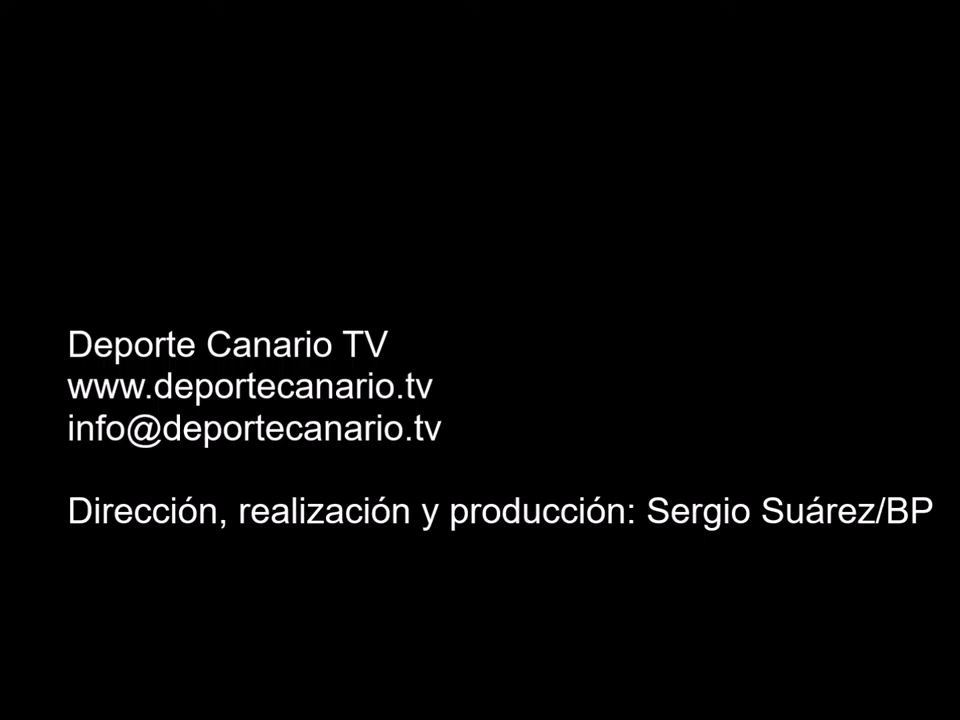 Deporte Canario TV
www.deportecanario.tv
info@deportecanario.tv
Dirección, realización y producción: Sergio Suárez/BP